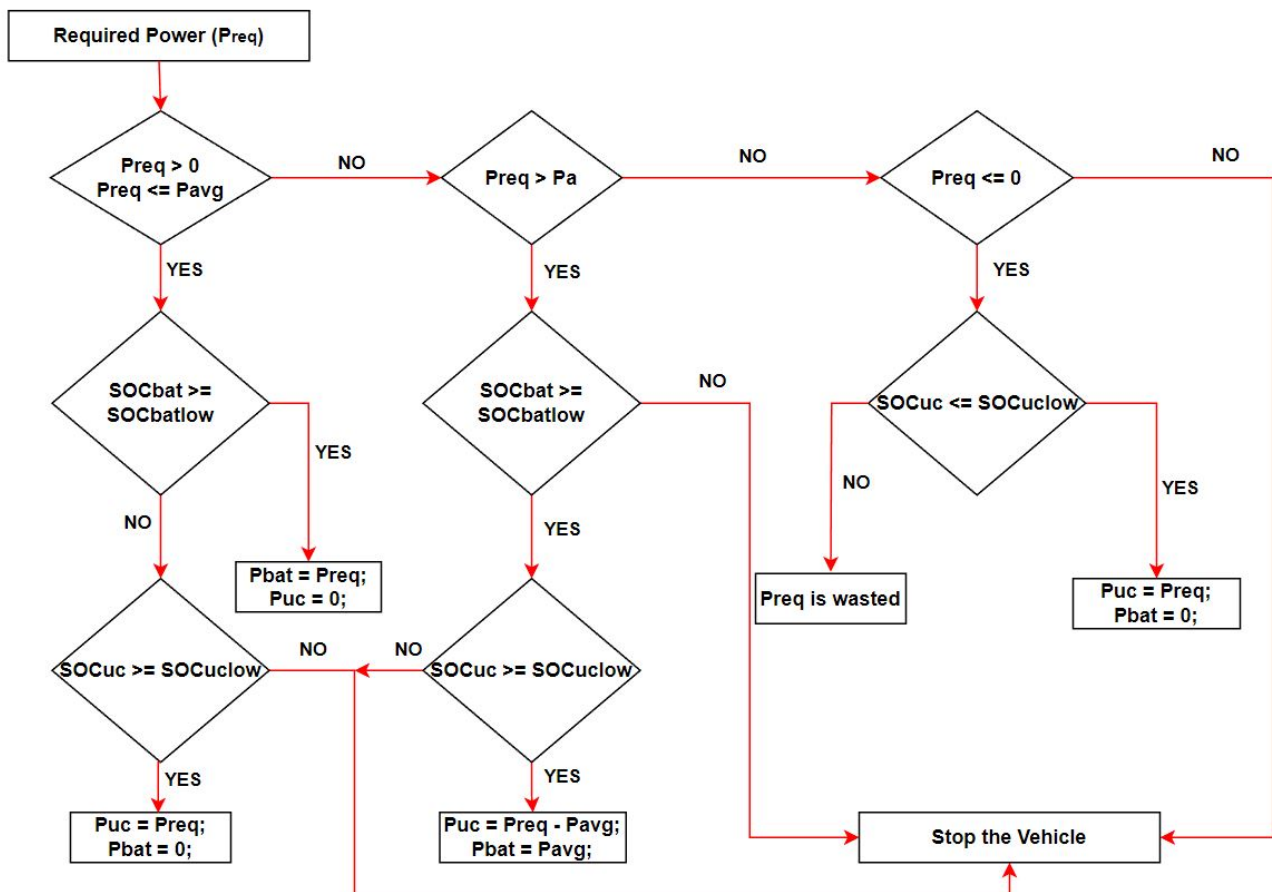 Required Power (Preq)
Preq > 0
Preq <= Pavg
NO
Preq > Pa
NO
Preq <= 0
NO
YES
YES
YES
SOCbat >=
SOCbatlow
SOCbat >=
SOCbatlow
NO
SOCuc <= SOCuclow
YES
NO
YES
NO
YES
Pbat = Preq;
Puc = 0;
Preq is wasted
Puc = Preq;
Pbat = 0;
SOCuc >= SOCuclow
NO
NO
SOCuc >= SOCuclow
YES
YES
Puc = Preq;
Pbat = 0;
Puc = Preq - Pavg;
Pbat = Pavg;
Stop the Vehicle